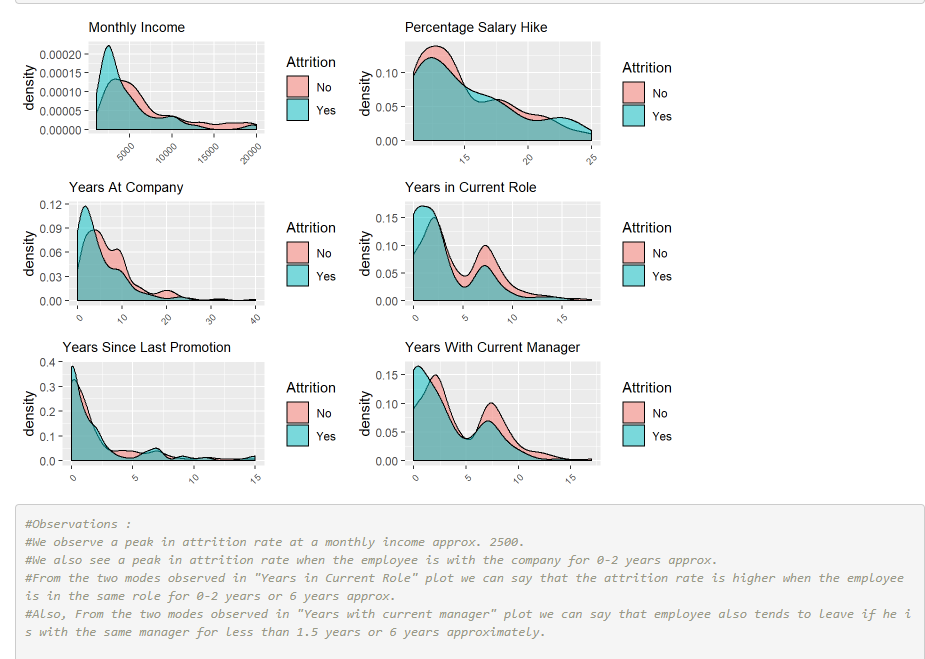 Monthly Income
density
0.00020
0.00015
0.00010
0.00005
0.00000
5000
10000
15000
20000
Attrition
No
Yes
Percentage Salary Hike
density
0.10
0.05
0.00
15
20
25
Attrition
No
Yes
Years At Company
density
0.12
0.09
0.06
0.03
0.00
0
10
20
30
40
Attrition
No
Yes
Years in Current Role
density
0.15
0.10
0.05
0.00
0
5
10
15
Attrition
No
Yes
Years Since Last Promotion
density
0.4
0.3
0.2
0.1
0.0
0
5
10
15
Attrition
No
Yes
Years With Current Manager
density
0.15
0.10
0.05
0.00
0
5
10
15
Attrition
No
Yes
#Observations :
#We observe a peak in attrition rate at a monthly income approx. 2500.
#We also see a peak in attrition rate when the employee is with the company for 0-2 years approx.
#From the two modes observed in "Years in Current Role" plot we can say that the attrition rate is higher when the employee
is in the same role for 0-2 years or 6 years approx.
#Also, From the two modes observed in "Years with current manager" plot we can say that employee also tends to leave if he i
s with the same manager for less than 1.5 years or 6 years approximately.